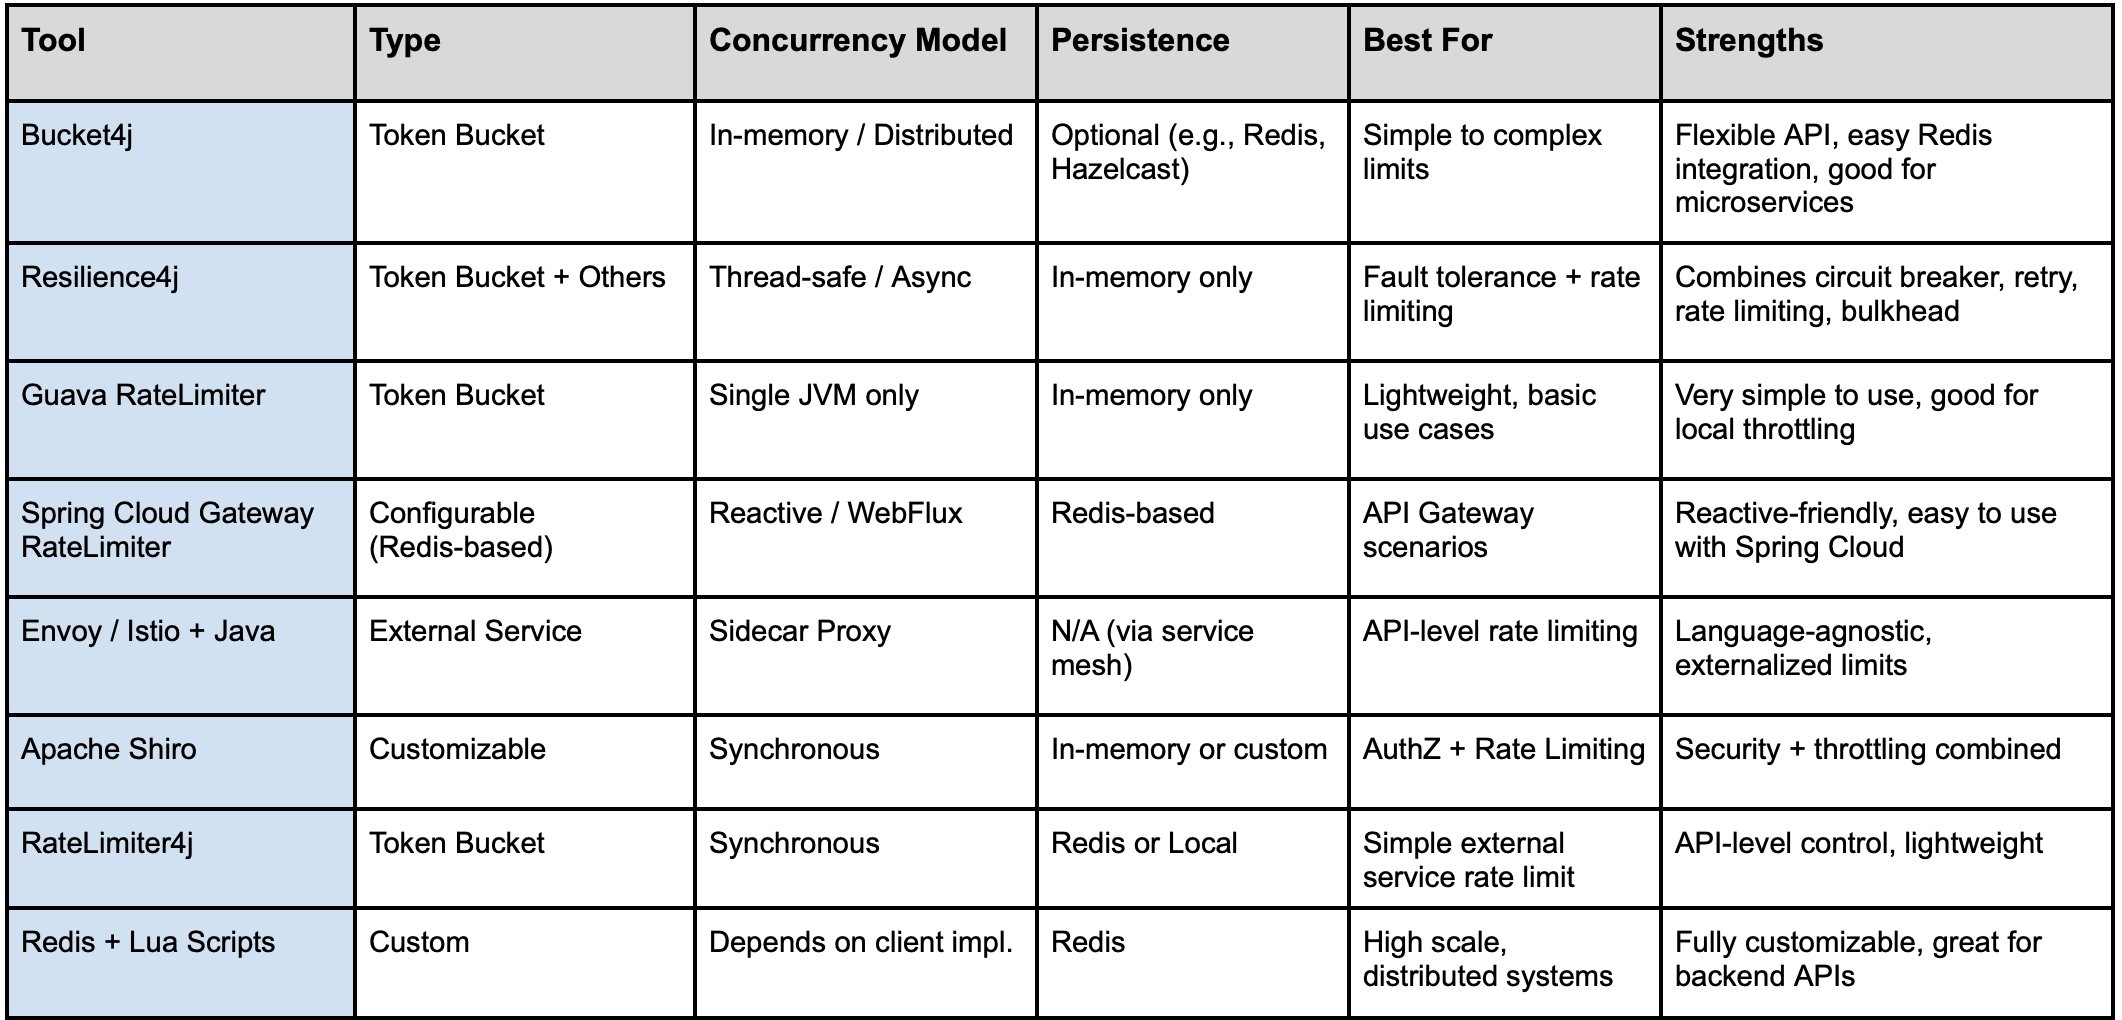 Tool
Type
Concurrency Model
Persistence
Best For
Strengths
Bucket4j
Token Bucket
In-memory / Distributed
Optional (e.g., Redis,
Hazelcast)
Simple to complex
limits
Flexible API, easy Redis
integration, good for
microservices
Resilience4j
Token Bucket + Others
Thread-safe / Async
In-memory only
Fault tolerance + rate
limiting
Combines circuit breaker, retry,
rate limiting, bulkhead
Guava RateLimiter
Token Bucket
Single JVM only
In-memory only
Lightweight, basic
use cases
Very simple to use, good for
local throttling
Spring Cloud Gateway
RateLimiter
Configurable
(Redis-based)
Reactive / WebFlux
Redis-based
API Gateway
scenarios
Reactive-friendly, easy to use
with Spring Cloud
Envoy / Istio + Java
External Service
Sidecar Proxy
N/A (via service
mesh)
API-level rate limiting
Language-agnostic,
externalized limits
Apache Shiro
Customizable
Synchronous
In-memory or custom
AuthZ + Rate Limiting
Security + throttling combined
RateLimiter4j
Token Bucket
Synchronous
Redis or Local
Simple external
service rate limit
API-level control, lightweight
Redis + Lua Scripts
Custom
Depends on client impl.
Redis
High scale,
distributed systems
Fully customizable, great for
backend APIs